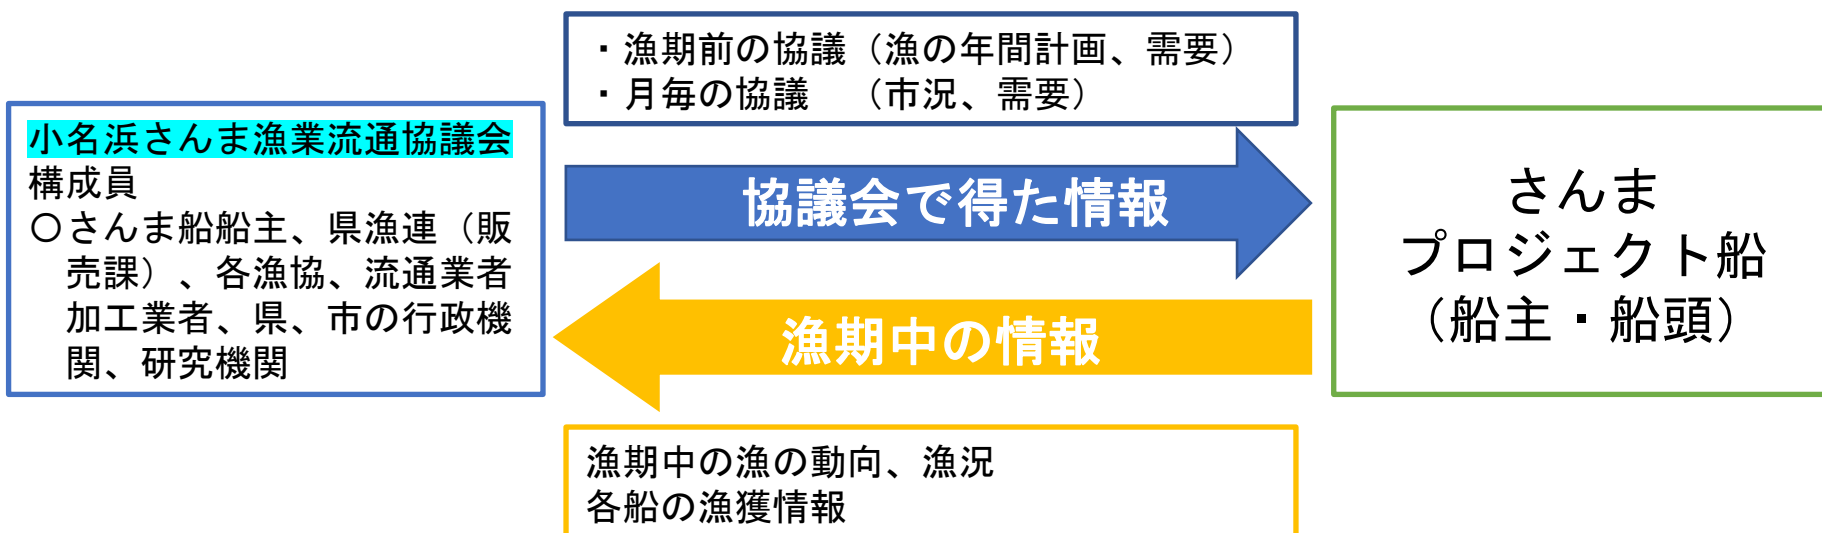 ・漁期前の協議（漁の年間計画、需要）
・月毎の協議　（市況、需要）
小名浜さんま漁業流通協議会
構成員
〇さんま船船主、県漁連（販
売課）、各漁協、流通業者
加工業者、県、市の行政機
関、研究機関
協議会で得た情報
漁期中の情報
さんま
プロジェクト船
（船主・船頭）
漁期中の漁の動向、漁況
各船の漁獲情報